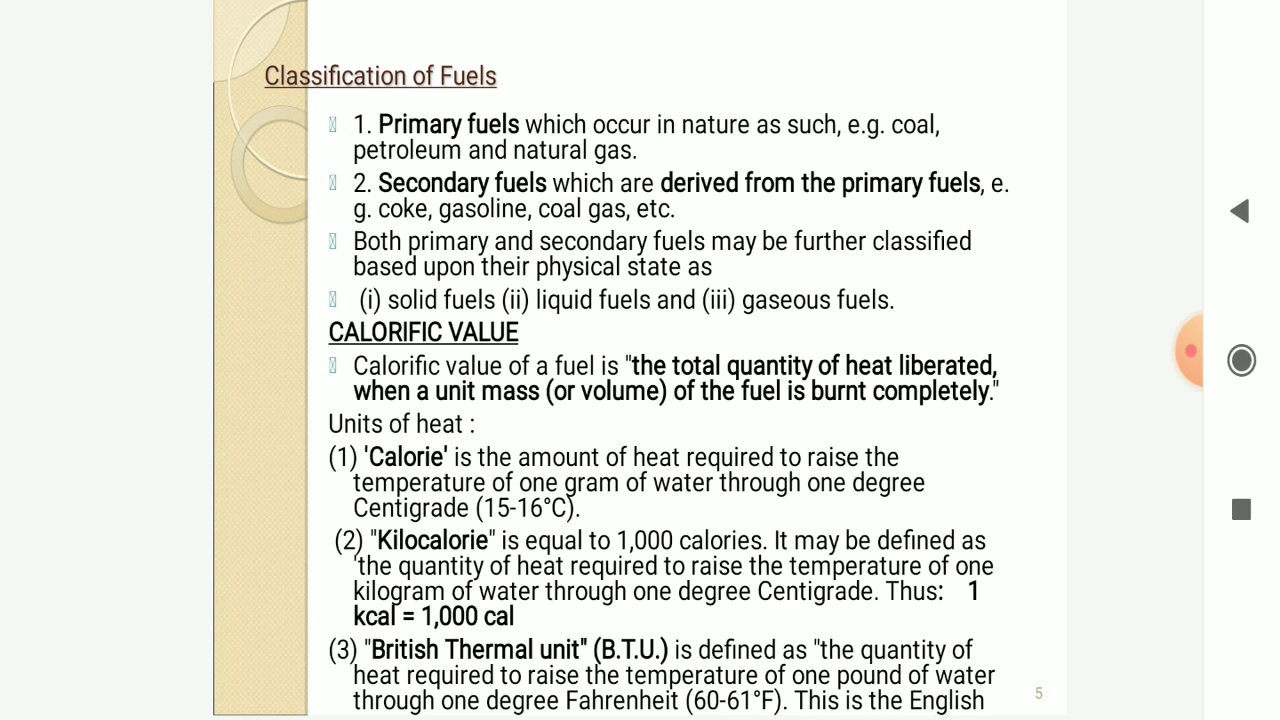 Classification of Fuels
1. Primary fuels which occur in nature as such, e.g. coal,
petroleum and natural gas.
2. Secondary fuels which are derived from the primary fuels, e.
g. coke, gasoline, coal gas, etc.
Both primary and secondary fuels may be further classified
based upon their physical state as
(i) solid fuels (ii) liquid fuels and (iii) gaseous fuels.
CALORIFIC VALUE
Calorific value of a fuel is "the total quantity of heat liberated,
when a unit mass (or volume) of the fuel is burnt completely."
Units of heat :
(1) 'Calorie' is the amount of heat required to raise the
temperature of one gram of water through one degree
Centigrade (15-16°C).
(2) "Kilocalorie" is equal to 1,000 calories. It may be defined as
'the quantity of heat required to raise the temperature of one
kilogram of water through one degree Centigrade. Thus: 1
kcal = 1,000 cal
(3) "British Thermal unit" (B.T.U.) is defined as "the quantity of
heat required to raise the temperature of one pound of water
through one degree Fahrenheit (60-61°F). This is the English
5